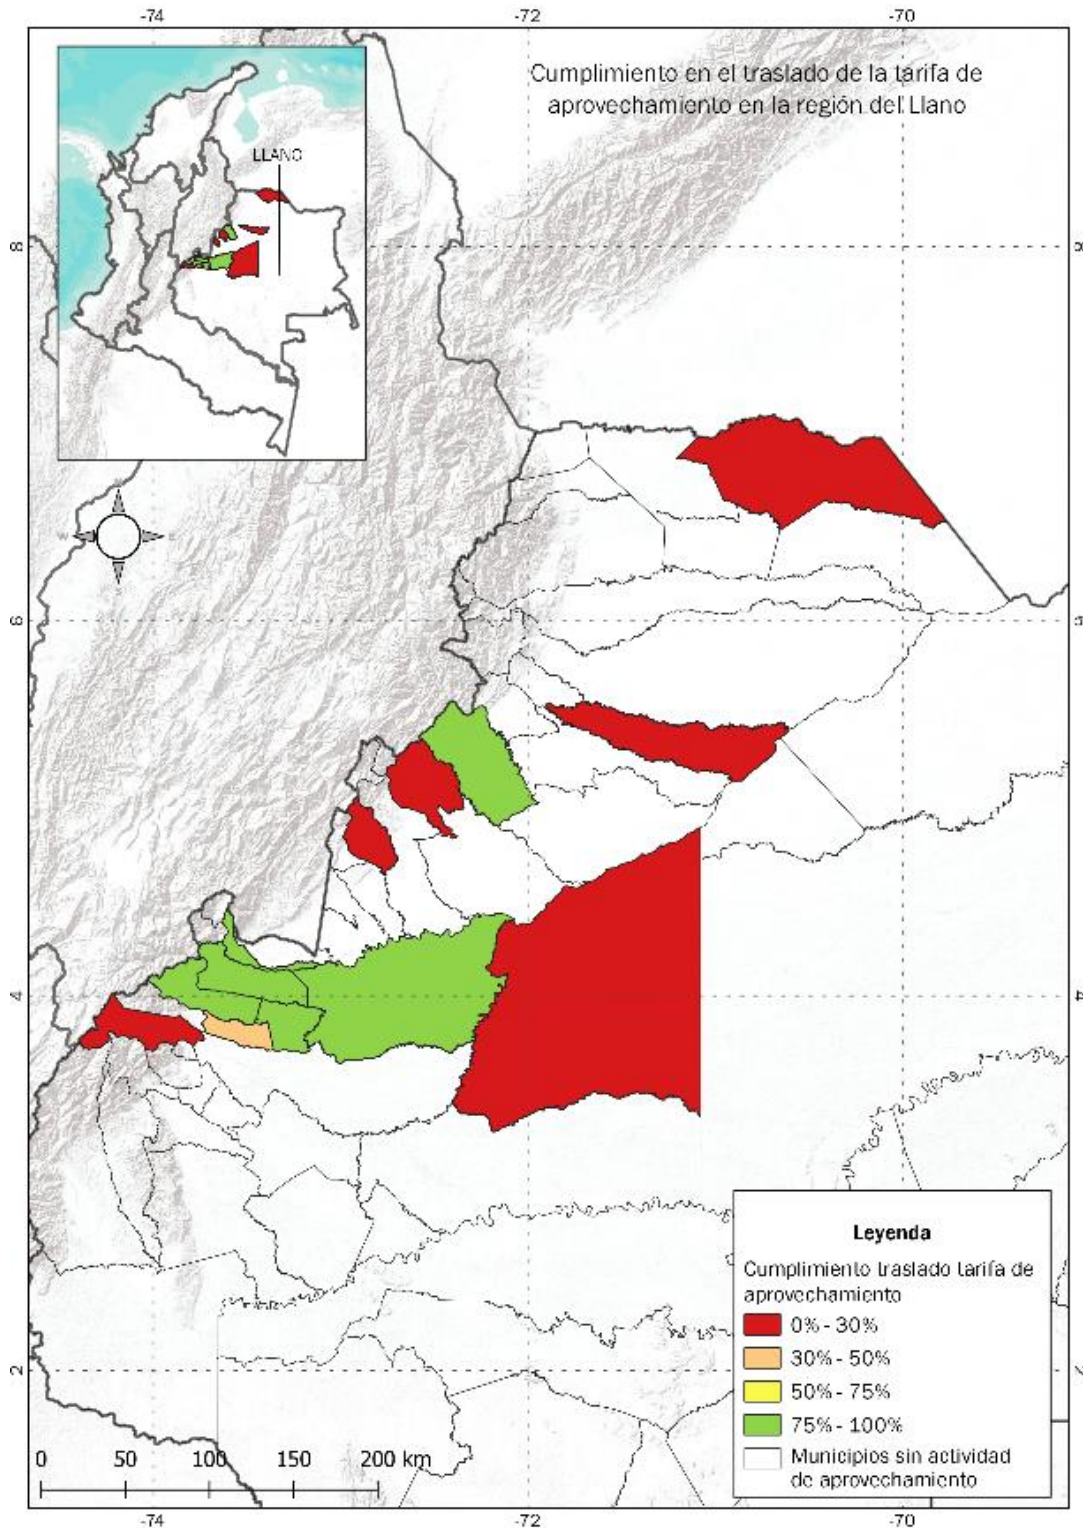 -74
-72
-70
Cumplimiento en el traslado de la tarifa de
aprovechamiento en la región del Llano
LLANO
8
8
6
4
4
2
Leyenda
Cumplimiento traslado tarifa de
aprovechamiento
0% - 30%
30% - 50%
50% - 75%
75% - 100%
Municipios sin actividad
de aprovechamiento
0 50 100 150 200 km
-74
-72
-70